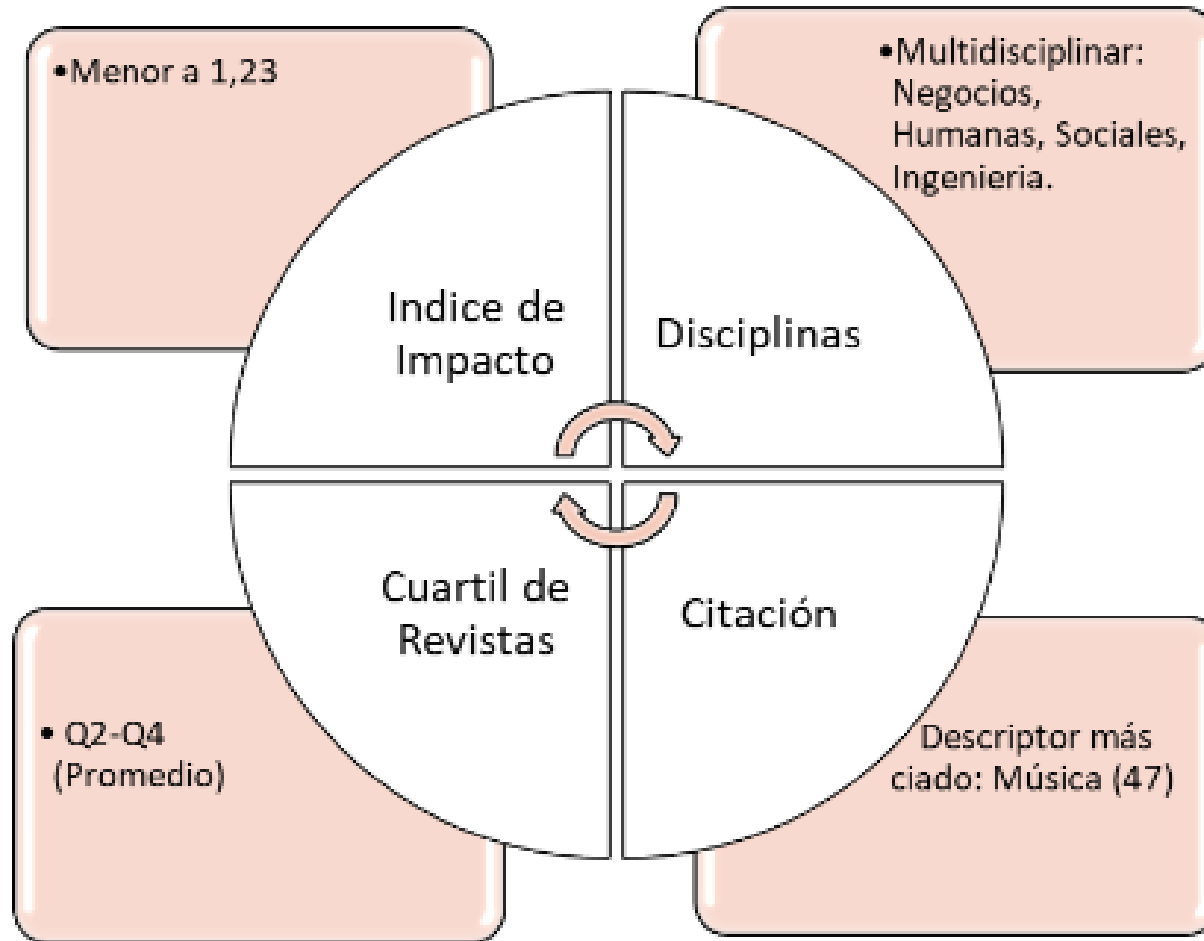 •Menor a 1,23
•Multidisciplinar:
Negocios,
Humanas, Sociales,
Ingenieria.
Indice de
Impacto
Disciplinas
Cuartil de
Revistas
Citación
• Q2-Q4
(Promedio)
Descriptor más
ciado: Música (47)